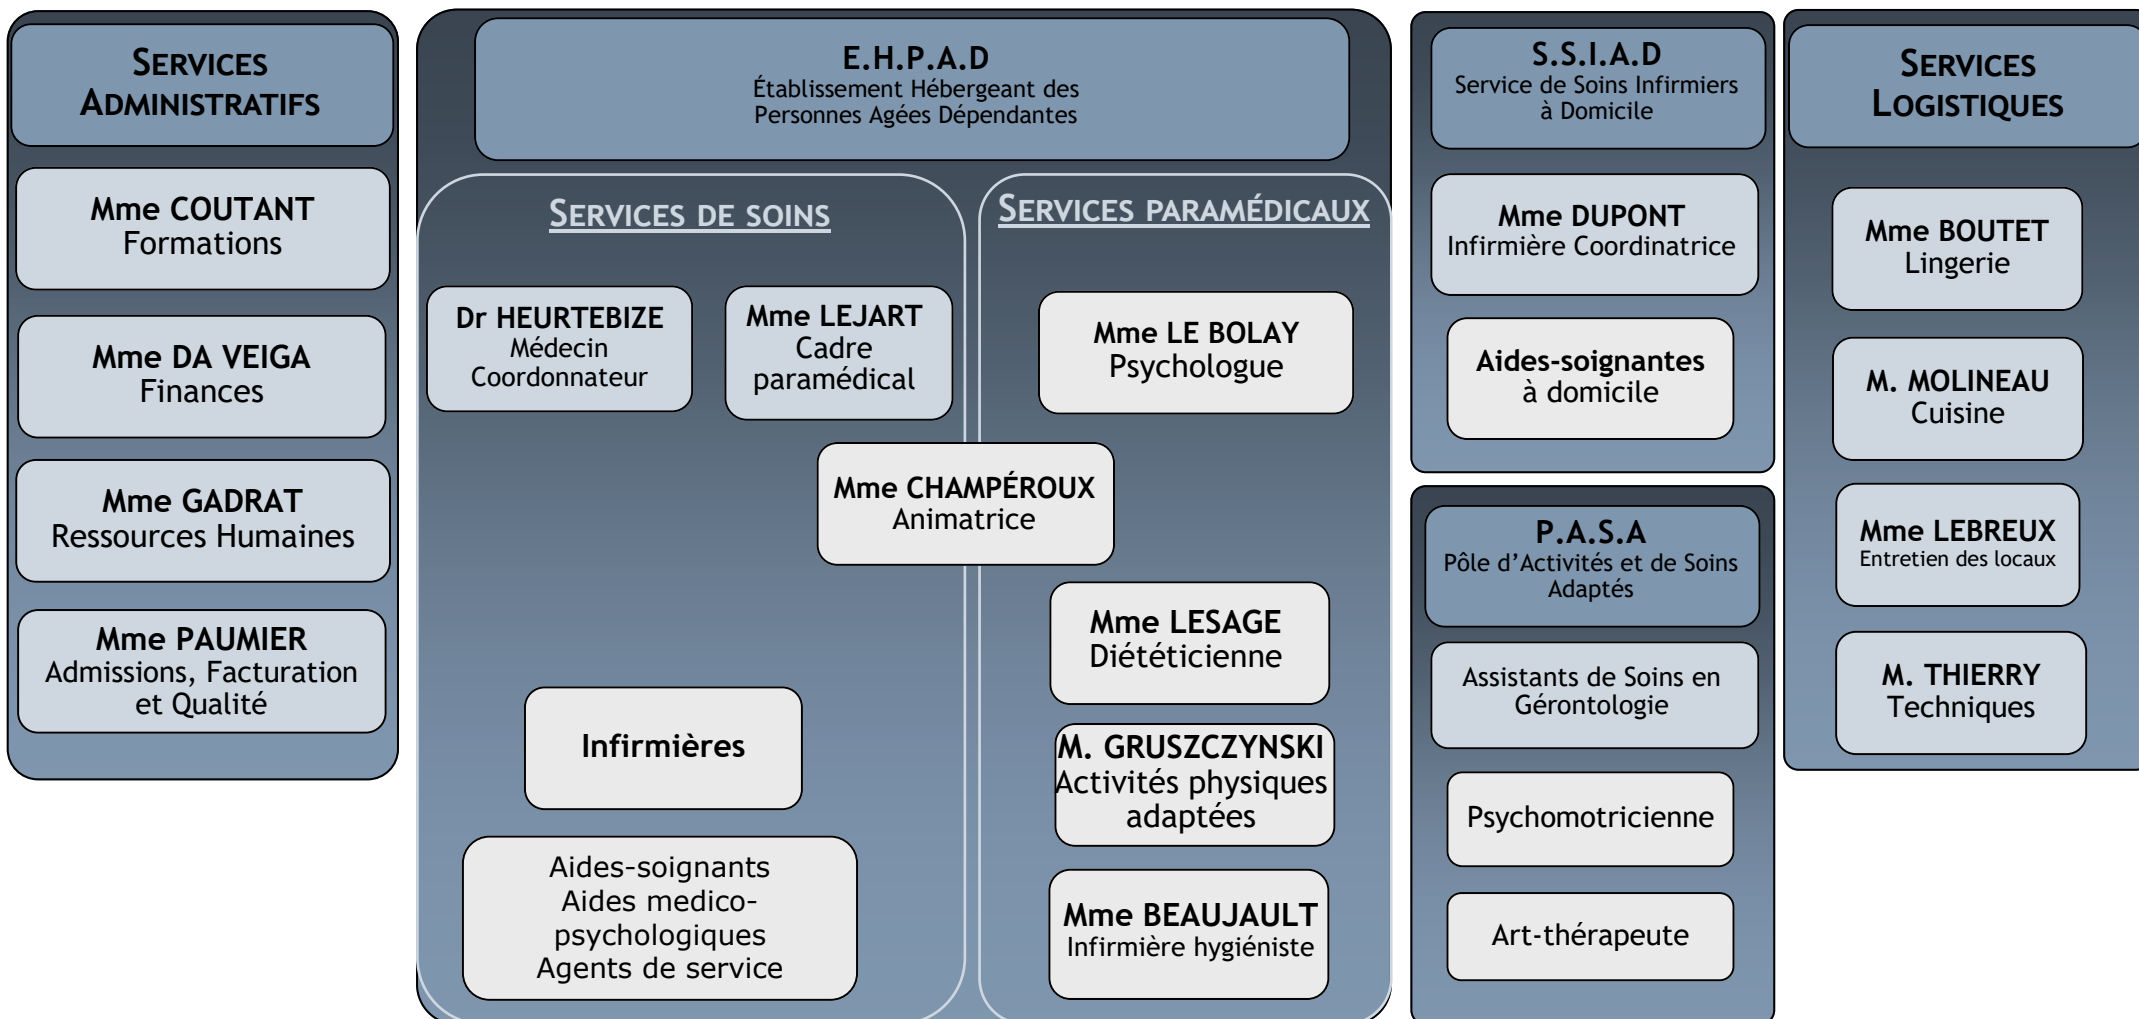 SERVICES
ADMINISTRATIFS
Mme COUTANT
Formations
Mme DA VEIGA
Finances
Mme GADRAT
Ressources Humaines
Mme PAUMIER
Admissions, Facturation
et Qualité
E.H.P.A.D
Établissement Hébergeant des
Personnes Agées Dépendantes
SERVICES DE SOINS
Dr HEURTEBIZE
Médecin
Coordonnateur
Mme LEJART
Cadre
paramédical
Mme CHAMPÉROUX
Animatrice
Infirmières
Aides-soignants
Aides medico-
psychologiques
Agents de service
SERVICES PARAMÉDICAUX
Mme LE BOLAY
Psychologue
Mme LESAGE
Diététicienne
M. GRUSZCZYNSKI
Activités physiques
adaptées
Mme BEAUJAULT
Infirmière hygiéniste
S.S.I.A.D
Service de Soins Infirmiers
à Domicile
Mme DUPONT
Infirmière Coordinatrice
Aides-soignantes
à domicile
P.A.S.A
Pôle d’Activités et de Soins
Adaptés
Assistants de Soins en
Gérontologie
Psychomotricienne
Art-thérapeute
SERVICES
LOGISTIQUES
Mme BOUTET
Lingerie
M. MOLINEAU
Cuisine
Mme LEBREUX
Entretien des locaux
M. THIERRY
Techniques